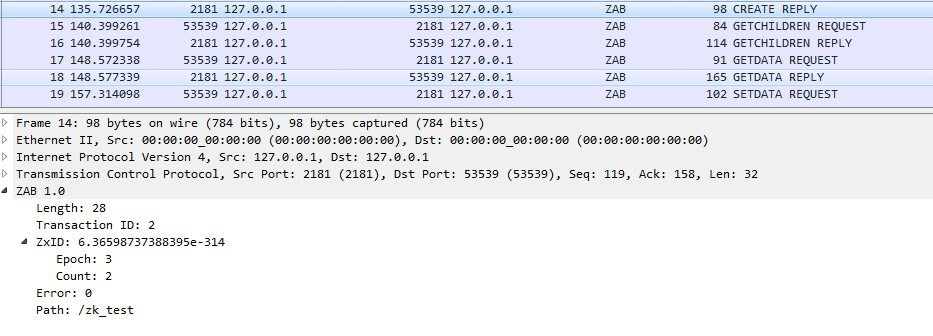 14 135.726657 2181 127.0.0.1 53539 127.0.0.1 ZAB 98 CREATE REPLY
15 140.399261 53539 127.0.0.1 2181 127.0.0.1 ZAB 84 GETCHILDREN REQUEST
16 140.399754 2181 127.0.0.1 53539 127.0.0.1 ZAB 114 GETCHILDREN REPLY
17 148.572338 53539 127.0.0.1 2181 127.0.0.1 ZAB 91 GETDATA REQUEST
18 148.577339 2181 127.0.0.1 53539 127.0.0.1 ZAB 165 GETDATA REPLY
19 157.314098 53539 127.0.0.1 2181 127.0.0.1 ZAB 102 SETDATA REQUEST
Frame 14: 98 bytes on wire (784 bits), 98 bytes captured (784 bits)
Ethernet II, Src: 00:00:00_00:00:00 (00:00:00:00:00:00), Dst: 00:00:00_00:00:00 (00:00:00:00:00:00)
Internet Protocol Version 4, Src: 127.0.0.1, Dst: 127.0.0.1
Transmission Control Protocol, Src Port: 2181 (2181), Dst Port: 53539 (53539), Seq: 119, Ack: 158, Len: 32
ZAB 1.0
Length: 28
Transaction ID: 2
ZxID: 6.36598737388395e-314
Epoch: 3
Count: 2
Error: 0
Path: /zk_test